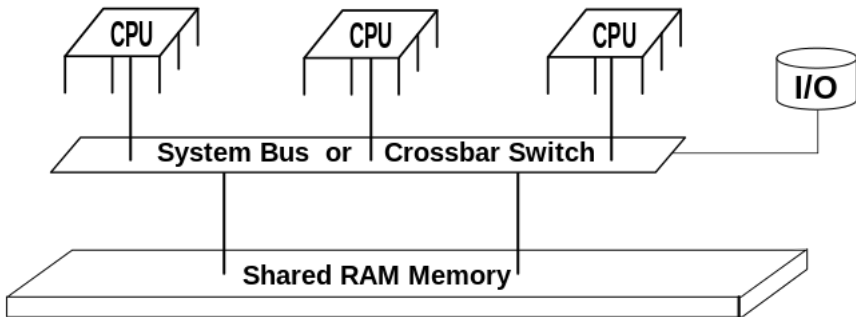 CPU CPU CPU
I/O
System Bus or Crossbar Switch
Shared RAM Memory